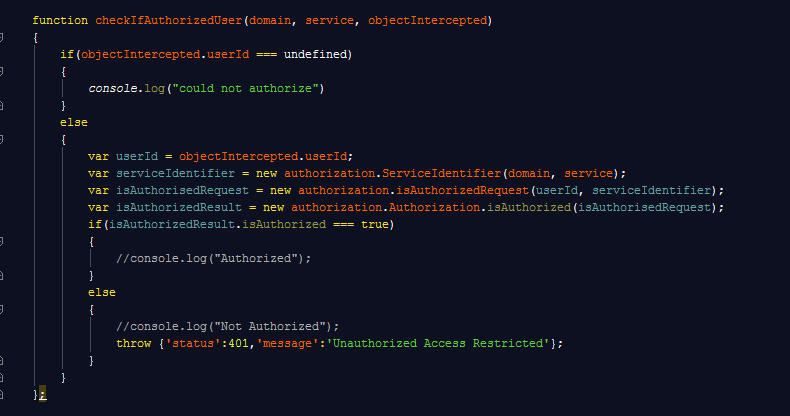 function checkIfAuthorizedUser(domain, service, objectIntercepted)
{
if(objectIntercepted.userId === undefined)
{
console.log("could not authorize")
}
else
{
var userId = objectIntercepted.userId;
var serviceIdentifier = new authorization.ServiceIdentifier(domain, service);
var isAuthorisedRequest = new authorization.isAuthorizedRequest(userId, serviceIdentifier);
var isAuthorizedResult = new authorization.Authorization.isAuthorized(isAuthorisedRequest);
if(isAuthorizedResult.isAuthorized === true)
{
//console.log("Authorized");
}
else
{
//console.log("Not Authorized");
throw {'status':401,'message':'Unauthorized Access Restricted'};
}
}
};